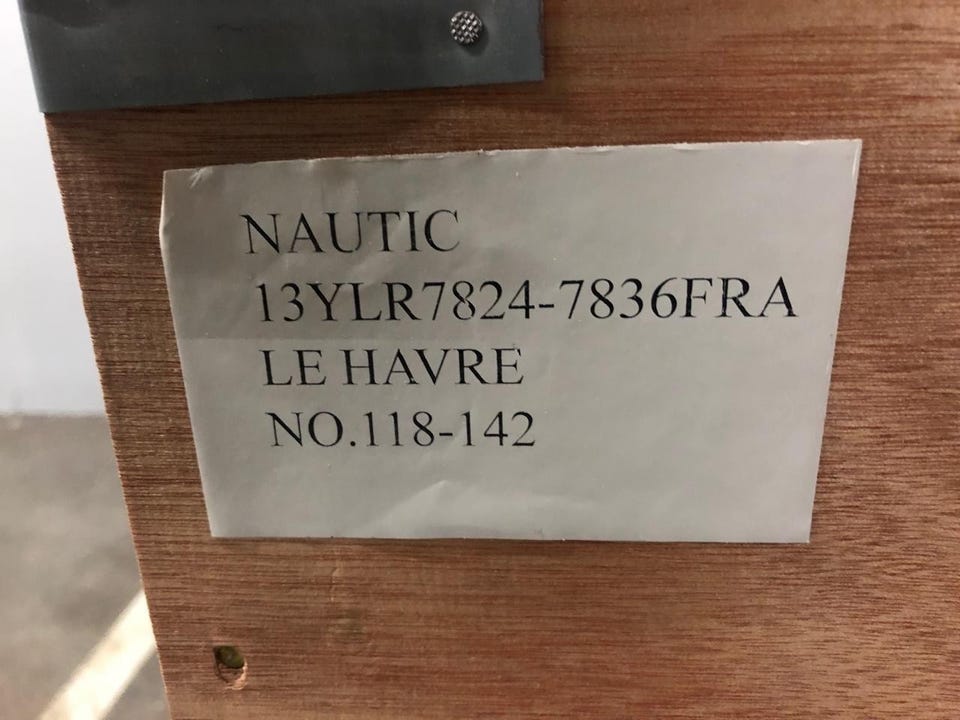 NAUTIC
13YLR7824-7836FRA
LE HAVRE
NO.118-142